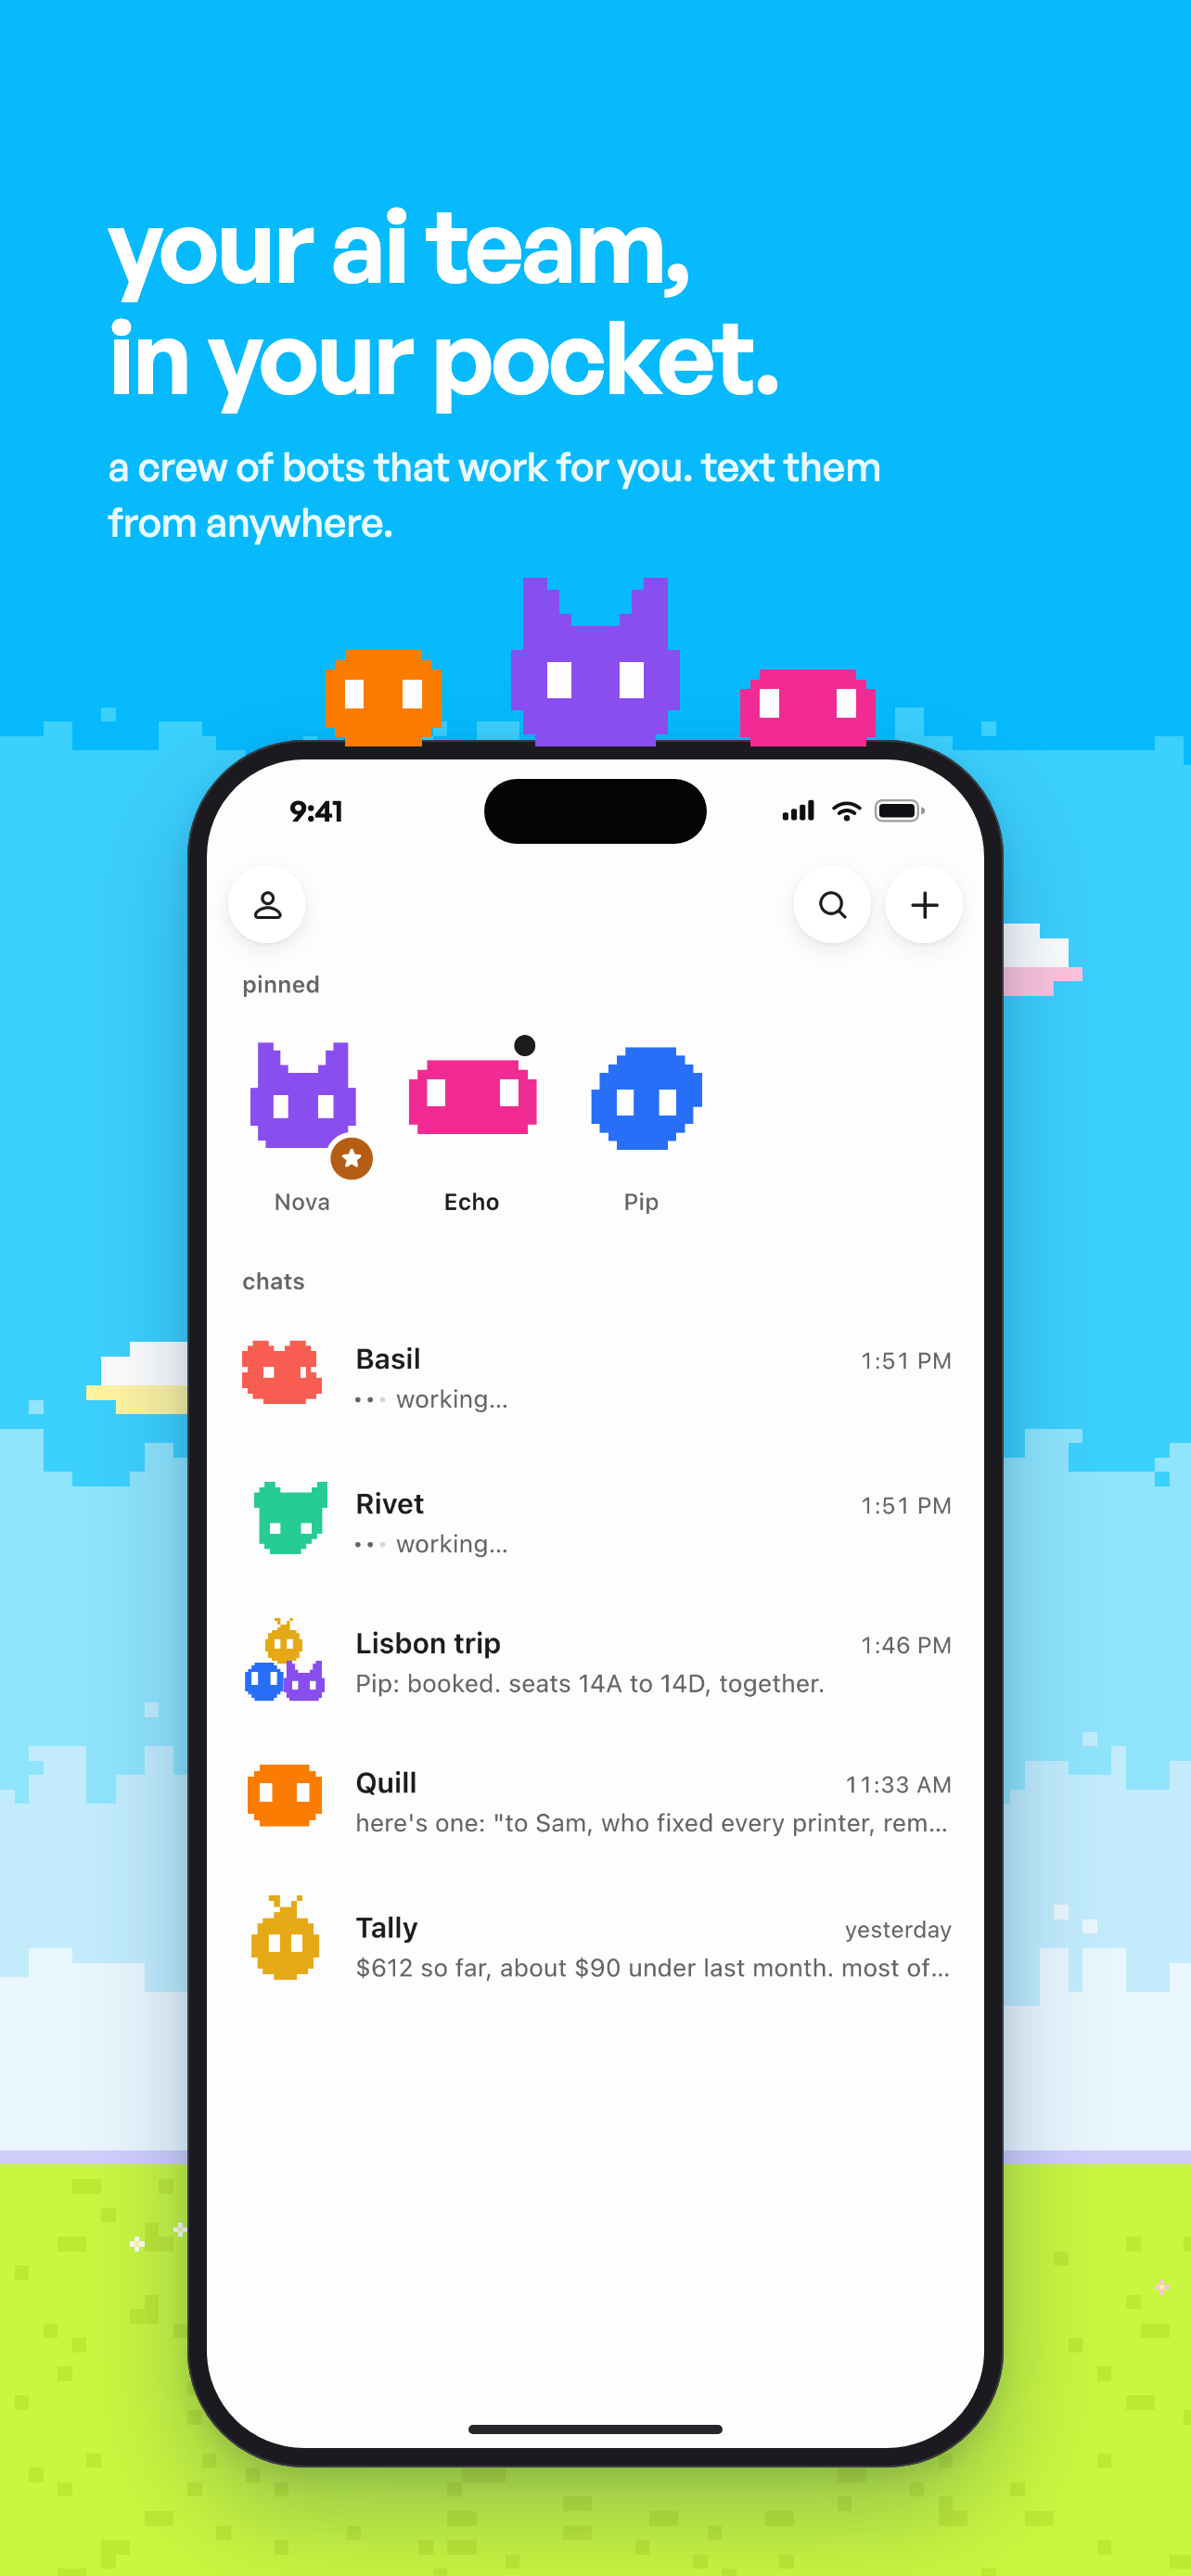 your ai team,
in your pocket.
a crew of bots that work for you. text them
from anywhere.
9:41
pinned
Nova
Echo
Pip
chats
Basil
1:51 PM
working...
Rivet
1:51 PM
working...
Lisbon trip
1:46 PM
Pip: booked. seats 14A to 14D, together.
Quill
11:33 AM
here's one: "to Sam, who fixed every printer, rem...
Tally
yesterday
$612 so far, about $90 under last month. most of...